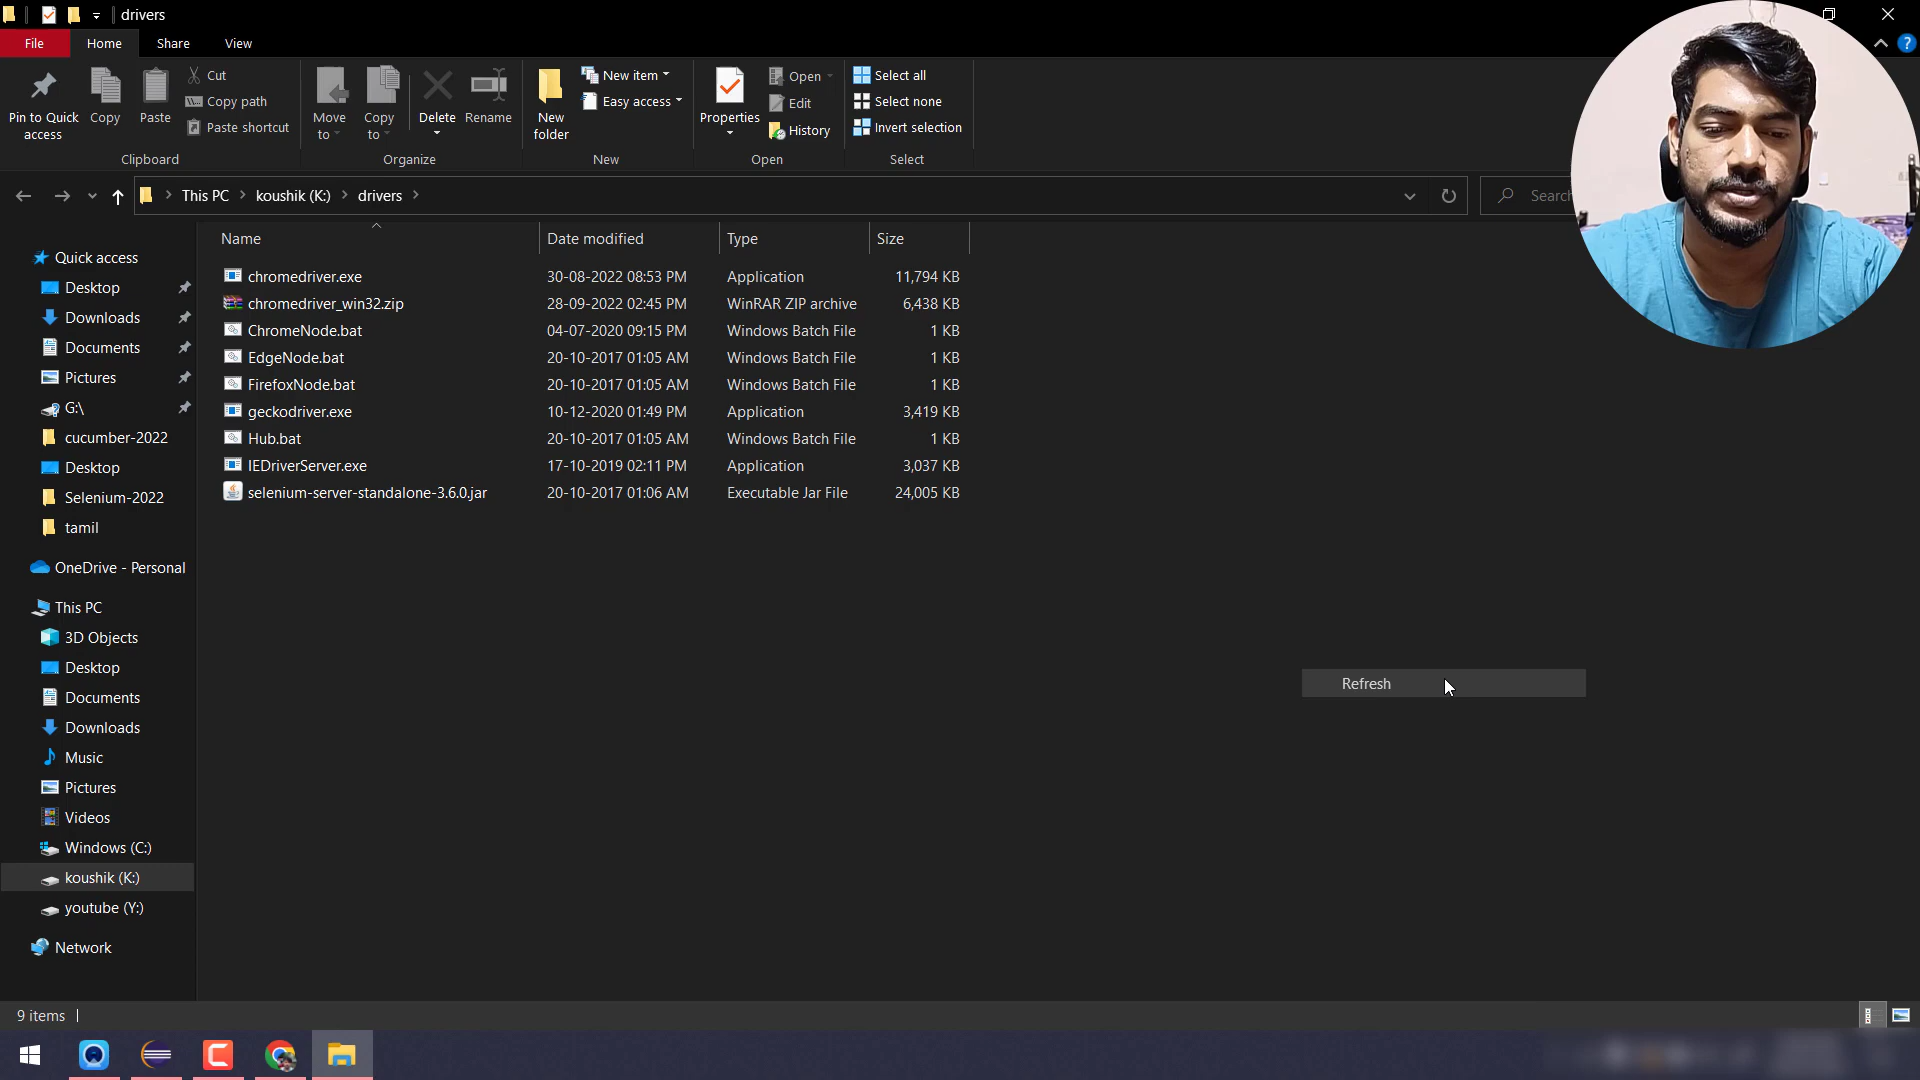 drivers
File Home Share View
Pin to Quick access
Copy
Paste
Cut
Copy path
Paste shortcut
Clipboard
Move to
Copy to
Delete
Rename
Organize
New folder
New item
Easy access
New
Properties
Open
Edit
History
Open
Select all
Select none
Invert selection
Select
This PC koushik (K:) drivers
Search
Name Date modified Type Size
chromedriver.exe 30-08-2022 08:53 PM Application 11,794 KB
chromedriver_win32.zip 28-09-2022 02:45 PM WinRAR ZIP archive 6,438 KB
ChromeNode.bat 04-07-2020 09:15 PM Windows Batch File 1 KB
EdgeNode.bat 20-10-2017 01:05 AM Windows Batch File 1 KB
FirefoxNode.bat 20-10-2017 01:05 AM Windows Batch File 1 KB
geckodriver.exe 10-12-2020 01:49 PM Application 3,419 KB
Hub.bat 20-10-2017 01:05 AM Windows Batch File 1 KB
IEDriverServer.exe 17-10-2019 02:11 PM Application 3,037 KB
selenium-server-standalone-3.6.0.jar 20-10-2017 01:06 AM Executable Jar File 24,005 KB
Quick access
Desktop
Downloads
Documents
Pictures
G:\
cucumber-2022
Desktop
Selenium-2022
tamil
OneDrive - Personal
This PC
3D Objects
Desktop
Documents
Downloads
Music
Pictures
Videos
Windows (C:)
koushik (K:)
youtube (Y:)
Network
Refresh
9 items